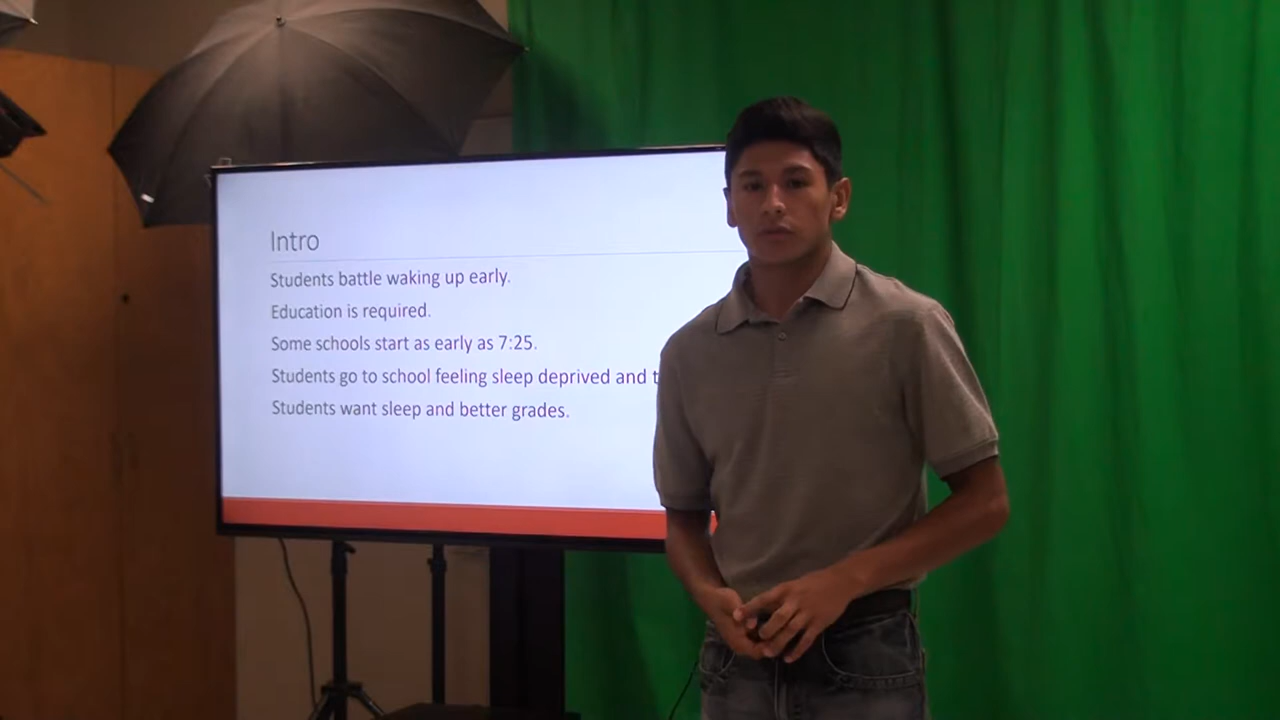 Intro
Students battle waking up early.
Education is required.
Some schools start as early as 7:25.
Students go to school feeling sleep deprived and
Students want sleep and better grades.